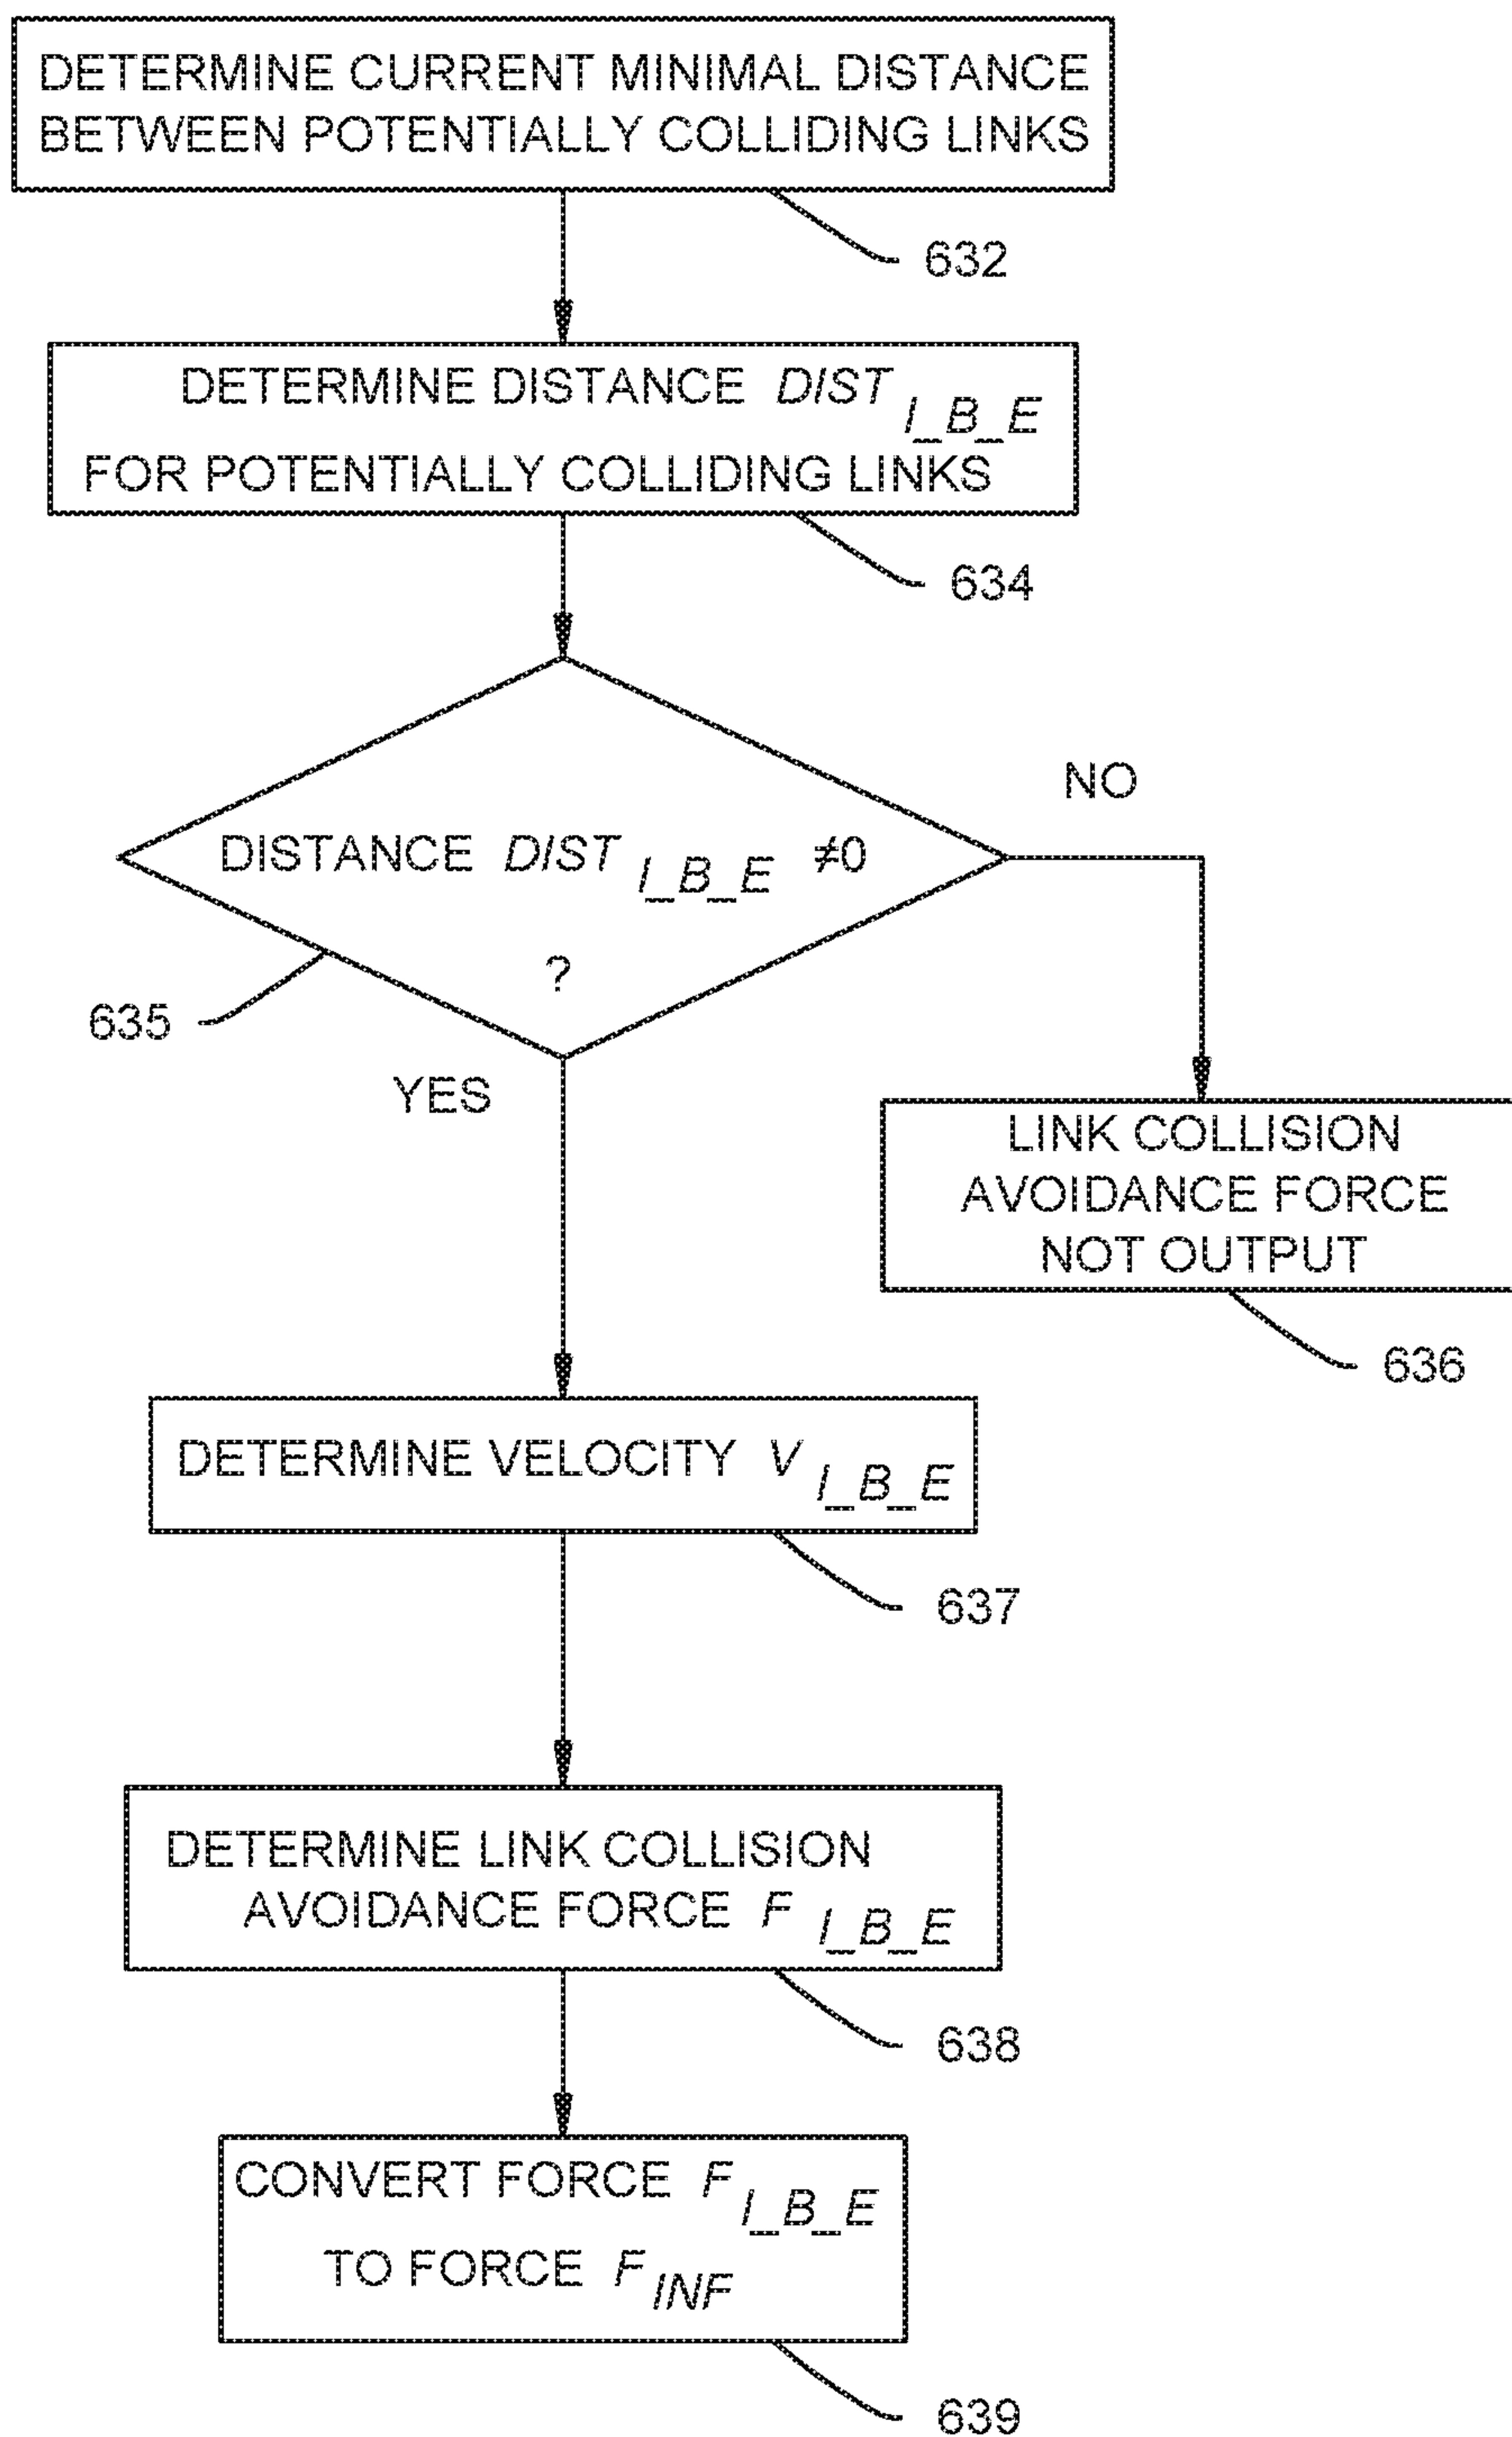 DETERMINE CURRENT MINIMAL DISTANCE
BETWEEN POTENTIALLY COLLIDING LINKS
632
DETERMINE DISTANCE DIST I_B_E
FOR POTENTIALLY COLLIDING LINKS
634
NO
DISTANCE DIST I_B_E ≠0
?
635
YES
LINK COLLISION
AVOIDANCE FORCE
NOT OUTPUT
636
DETERMINE VELOCITY V I_B_E
637
DETERMINE LINK COLLISION
AVOIDANCE FORCE F I_B_E
638
CONVERT FORCE F I_B_E
TO FORCE F INF
639